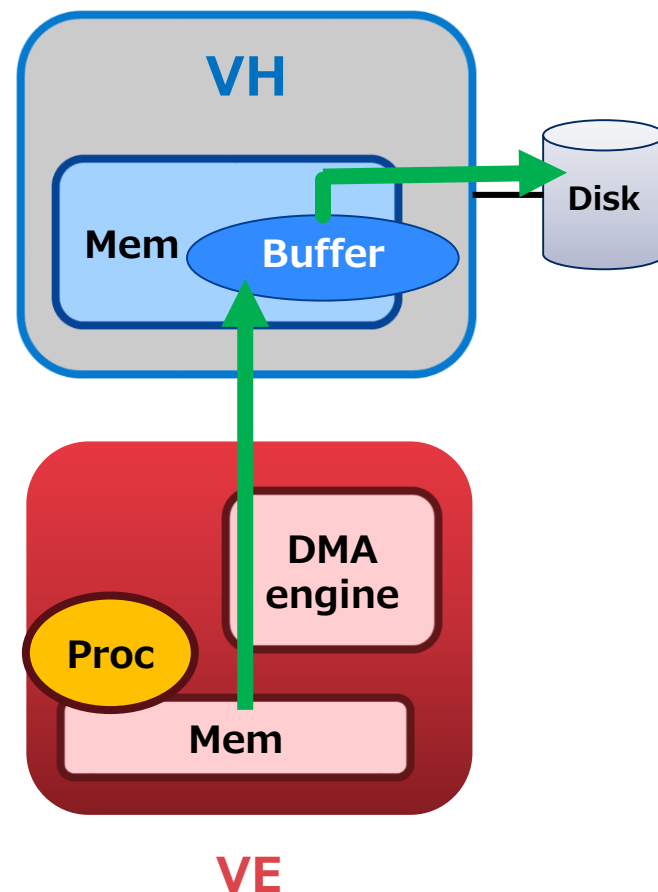 VH
Disk
Mem
Buffer
DMA
engine
Proc
Mem
VE